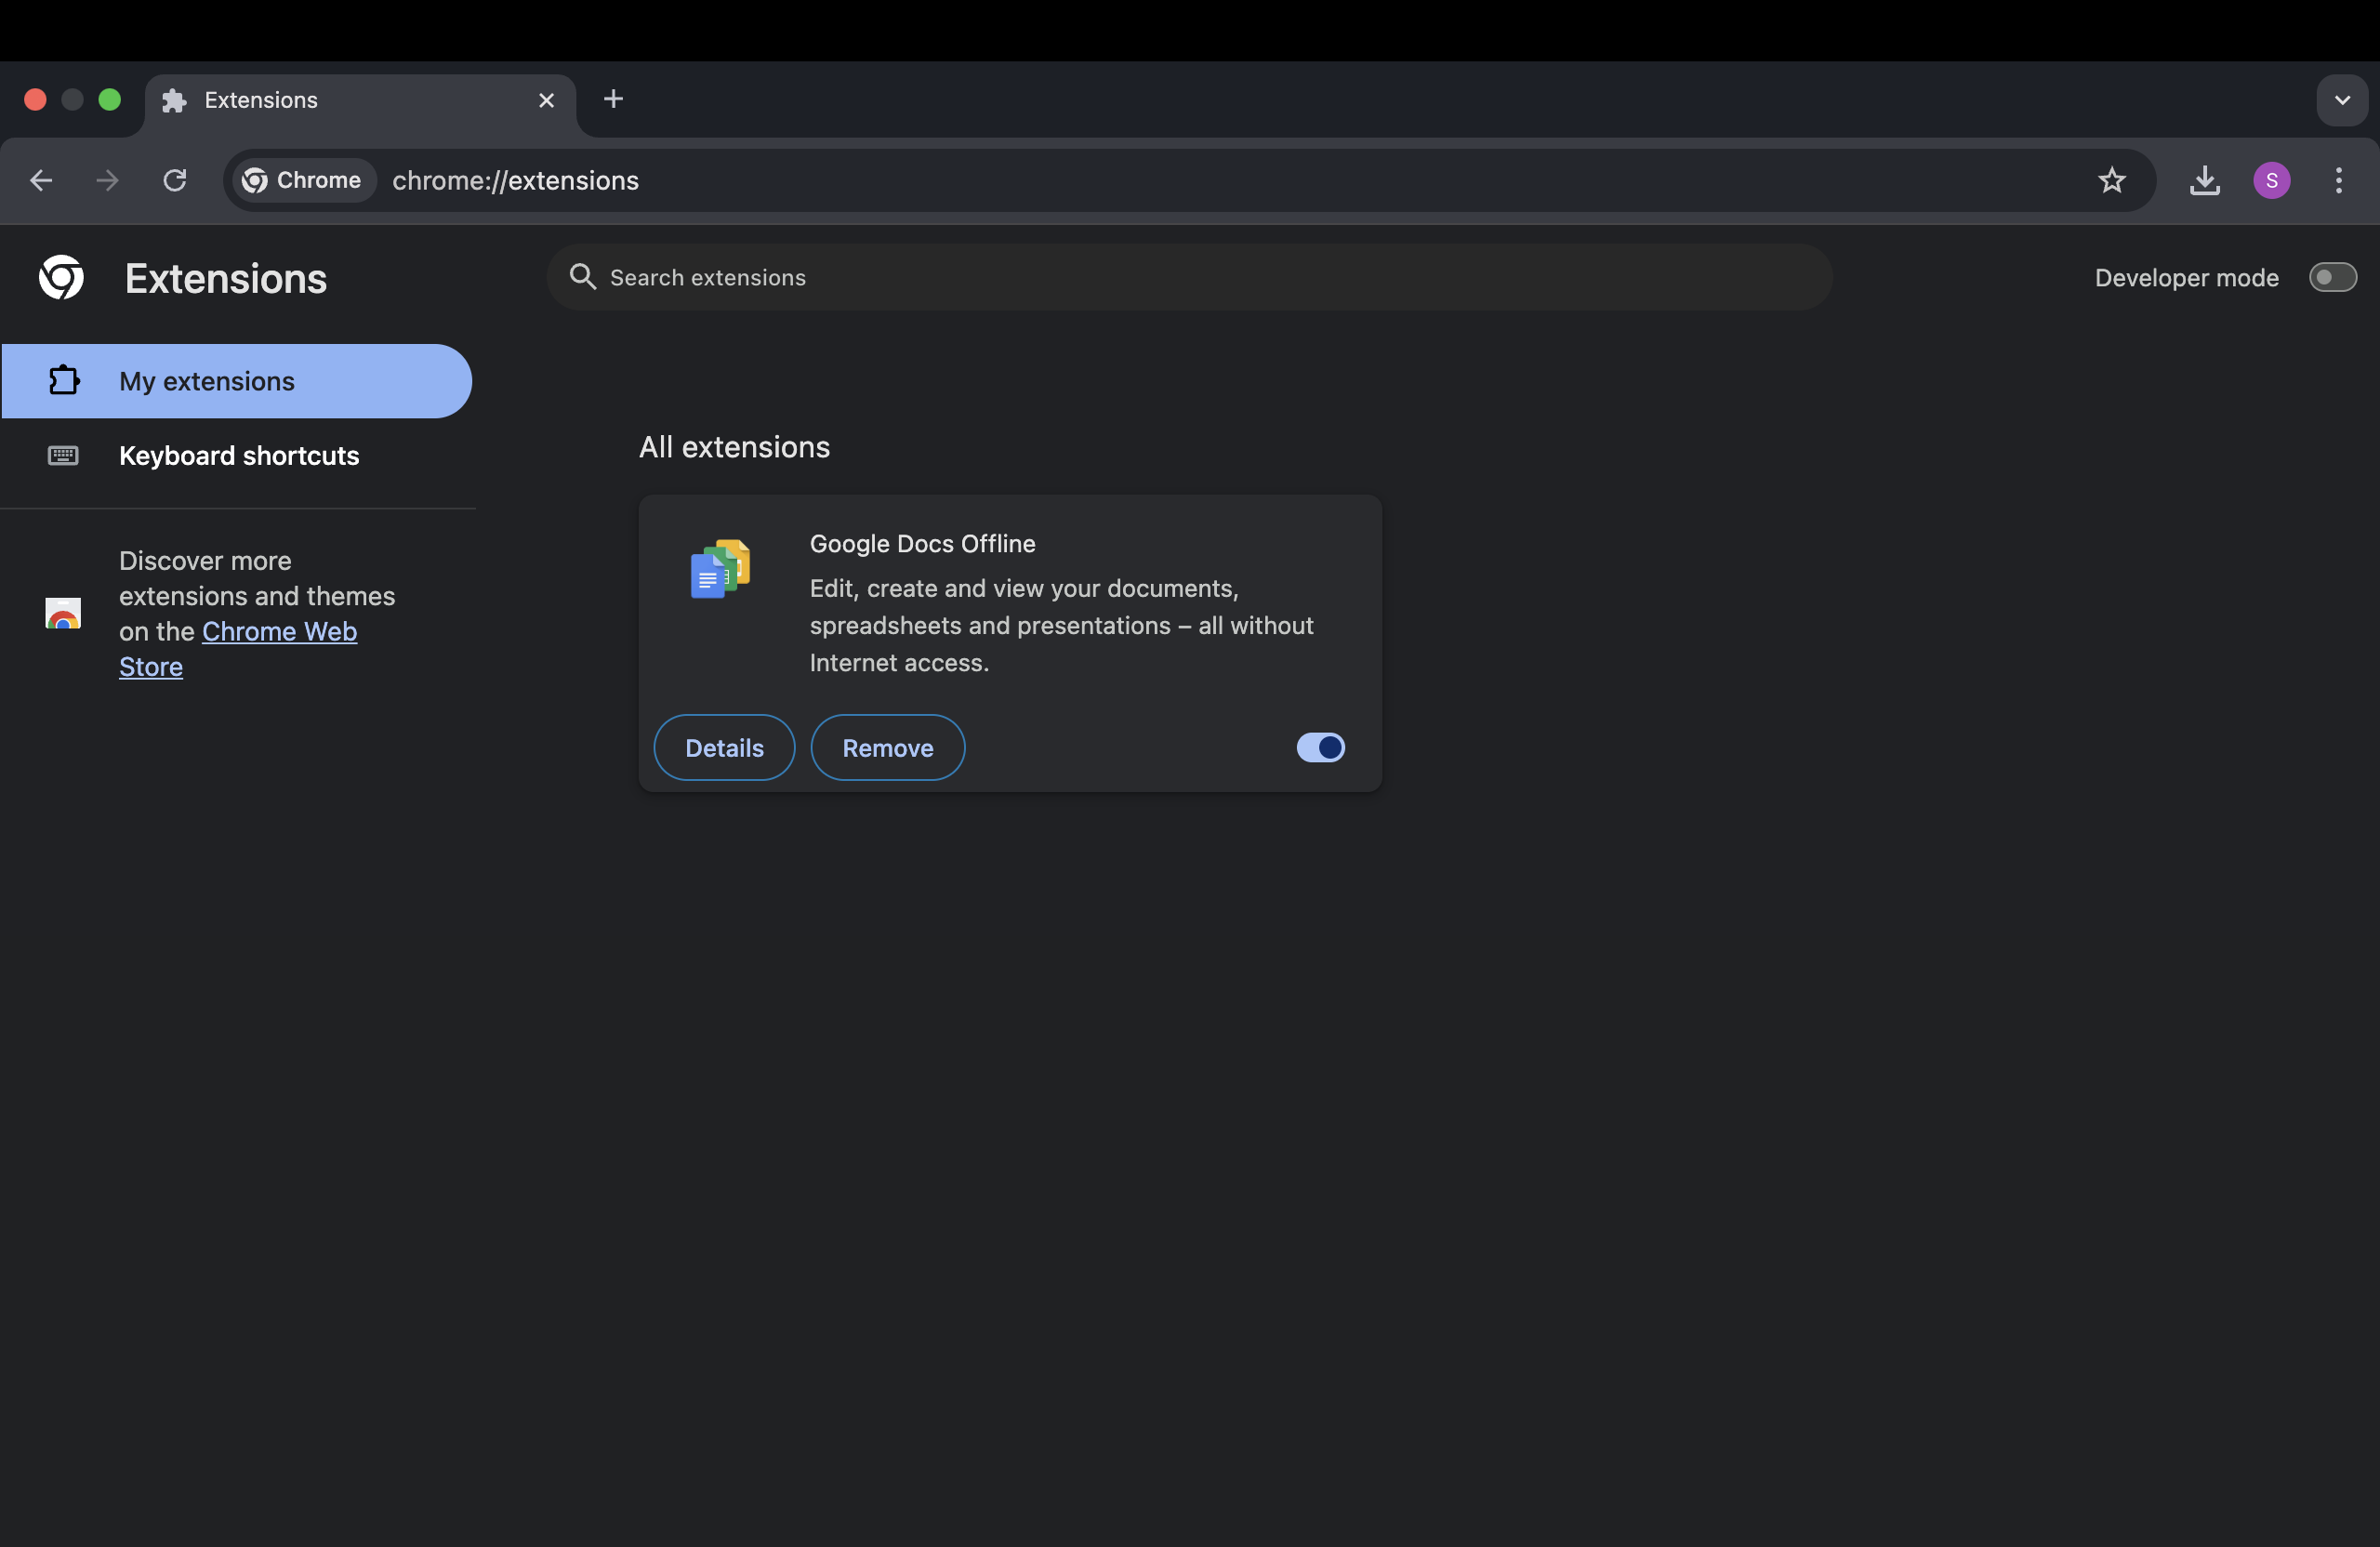 Extensions
Chrome
chrome://extensions
S
Extensions
Search extensions
Developer mode
My extensions
Keyboard shortcuts
Discover more
extensions and themes
on the Chrome Web
Store
All extensions
Google Docs Offline
Edit, create and view your documents,
spreadsheets and presentations – all without
Internet access.
Details
Remove